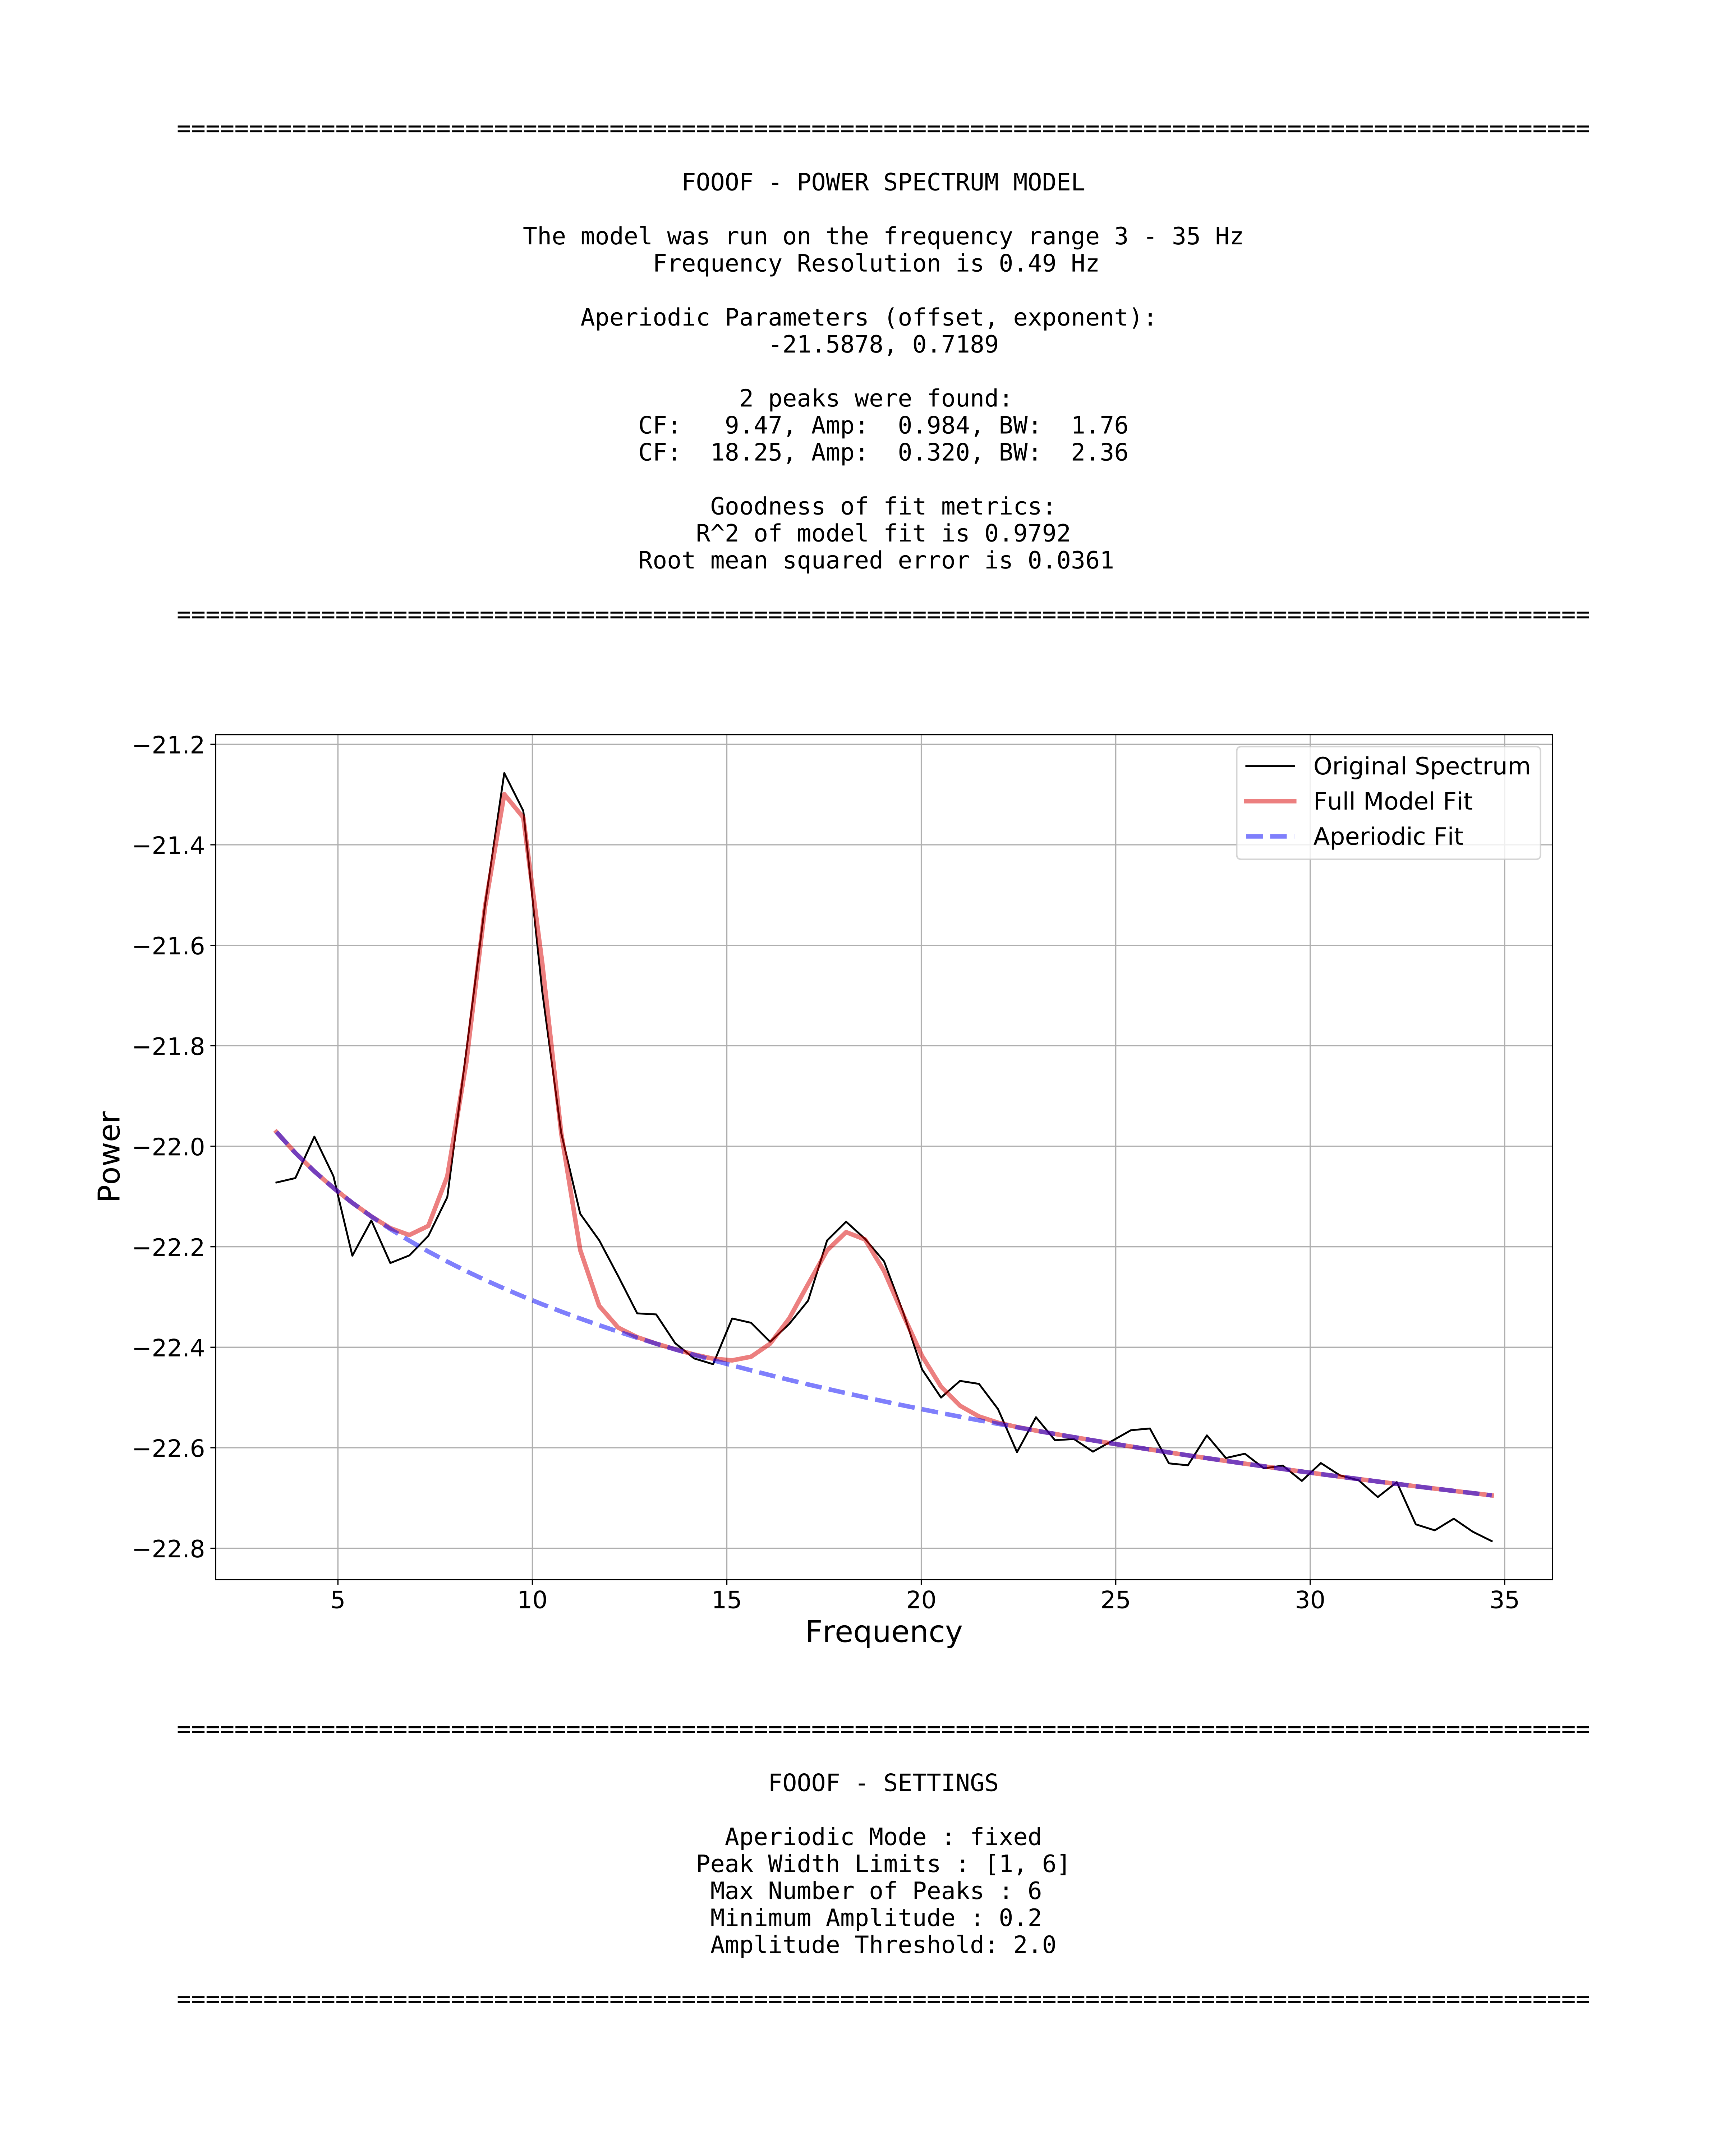 ==================================================================================================
FOOOF - POWER SPECTRUM MODEL
The model was run on the frequency range 3 - 35 Hz
Frequency Resolution is 0.49 Hz
Aperiodic Parameters (offset, exponent):
-21.5878, 0.7189
2 peaks were found:
CF:   9.47, Amp:  0.984, BW:  1.76
CF:  18.25, Amp:  0.320, BW:  2.36
Goodness of fit metrics:
R^2 of model fit is 0.9792
Root mean squared error is 0.0361
==================================================================================================
−21.2
−21.4
−21.6
−21.8
−22.0
−22.2
−22.4
−22.6
−22.8
Power
Original Spectrum
Full Model Fit
Aperiodic Fit
5 10 15 20 25 30 35
Frequency
==================================================================================================
FOOOF - SETTINGS
Aperiodic Mode : fixed
Peak Width Limits : [1, 6]
Max Number of Peaks : 6
Minimum Amplitude : 0.2
Amplitude Threshold: 2.0
==================================================================================================